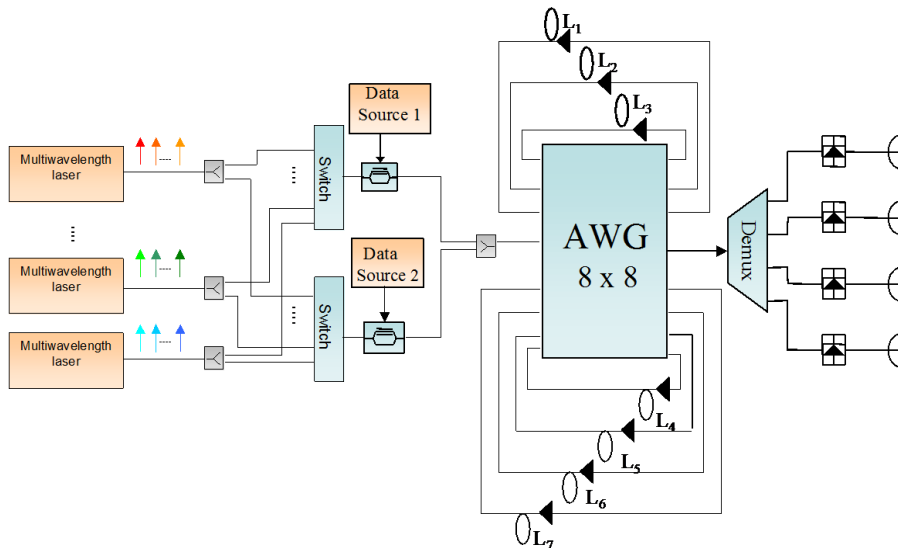 Multiwavelength
laser
Multiwavelength
laser
Multiwavelength
laser
Switch
Switch
Data
Source 1
Data
Source 2
L1
L2
L3
AWG
8 x 8
L4
L5
L6
L7
Demux